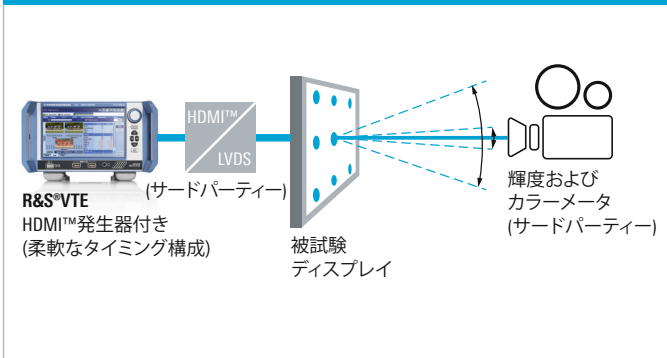 HDMI™
LVDS
(サードパーティー)
R&S®VTE
HDMI™発生器付き
(柔軟なタイミング構成)
被試験
ディスプレイ
輝度および
カラーメータ
(サードパーティー)